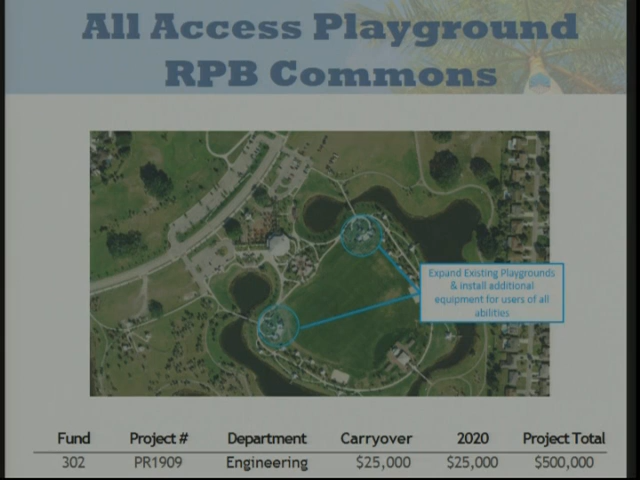 All Access Playground
RPB Commons
Expand Existing Playgrounds
& install additional
equipment for users of all
abilities
Fund Project # Department Carryover 2020 Project Total
302 PR1909 Engineering $25,000 $25,000 $500,000